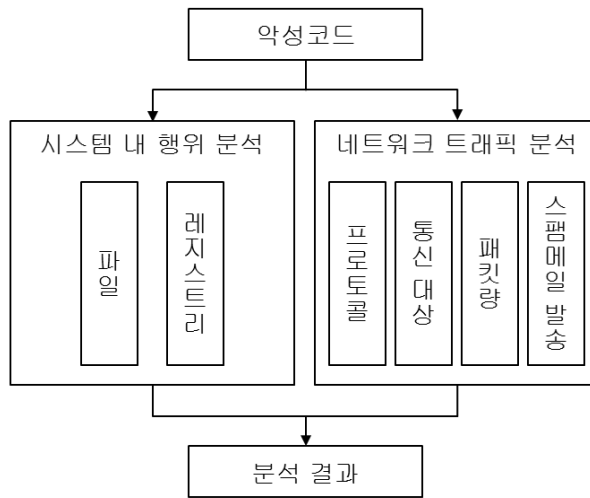 악성코드
시스템 내 행위 분석
파일
레지스트리
네트워크 트래픽 분석
프로토콜
통신 대상
패킷량
스팸메일 발송
분석 결과